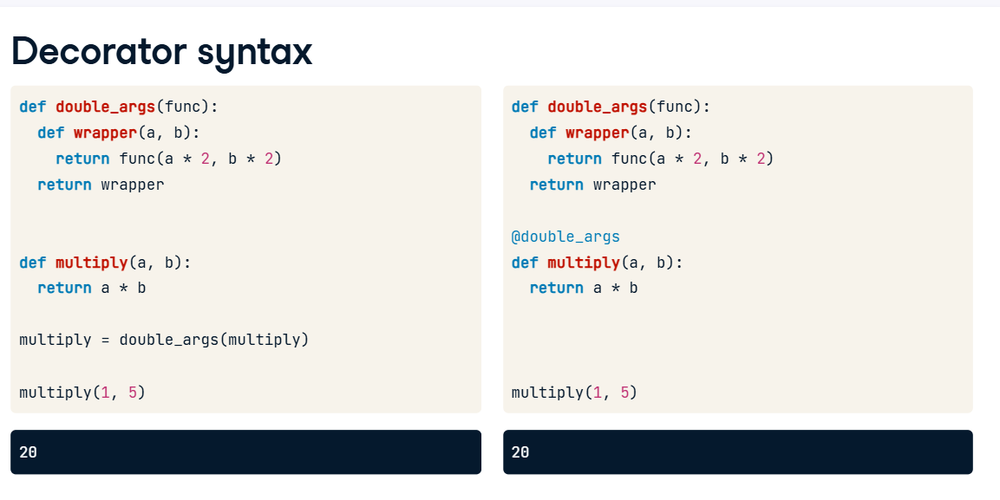 Decorator syntax
def double_args(func):
  def wrapper(a, b):
    return func(a * 2, b * 2)
  return wrapper
def multiply(a, b):
  return a * b
multiply = double_args(multiply)
multiply(1, 5)
20
def double_args(func):
  def wrapper(a, b):
    return func(a * 2, b * 2)
  return wrapper
@double_args
def multiply(a, b):
  return a * b
multiply(1, 5)
20